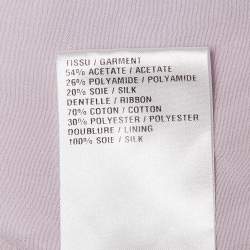 TISSU / GARMENT
54% ACETATE / ACETATE
26% POLYAMIDE / POLYAMIDE
20% SOIE / SILK
DENTELLE / RIBBON
70% COTON / COTTON
30% POLYESTER / POLYESTER
DOUBLURE / LINING
100% SOIE / SILK